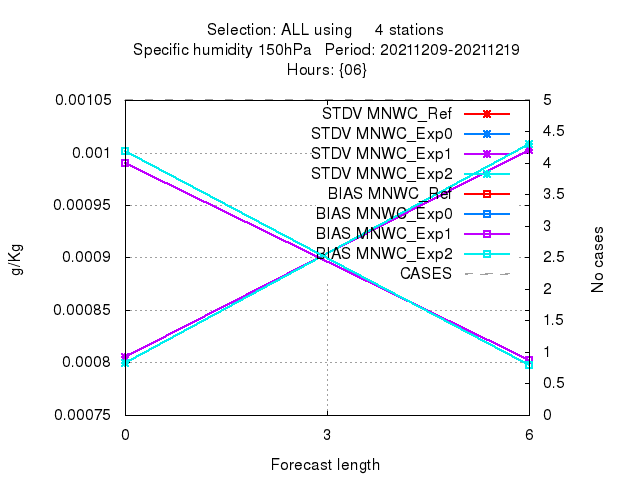 Selection: ALL using 4 stations
Specific humidity 150hPa Period: 20211209-20211219
Hours: {06}
0.00105
0.001
0.00095
0.0009
0.00085
0.0008
0.00075
g/Kg
STDV MNWC_Ref
STDV MNWC_Exp0
STDV MNWC_Exp1
STDV MNWC_Exp2
BIAS MNWC_Ref
BIAS MNWC_Exp0
BIAS MNWC_Exp1
BIAS MNWC_Exp2
CASES
5
4.5
4
3.5
3
2.5
2
1.5
1
0.5
0
No cases
0 3 6
Forecast length